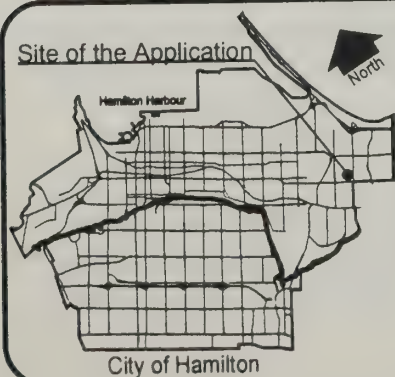 Site of the Application
North
Hamilton Harbour
City of Hamilton